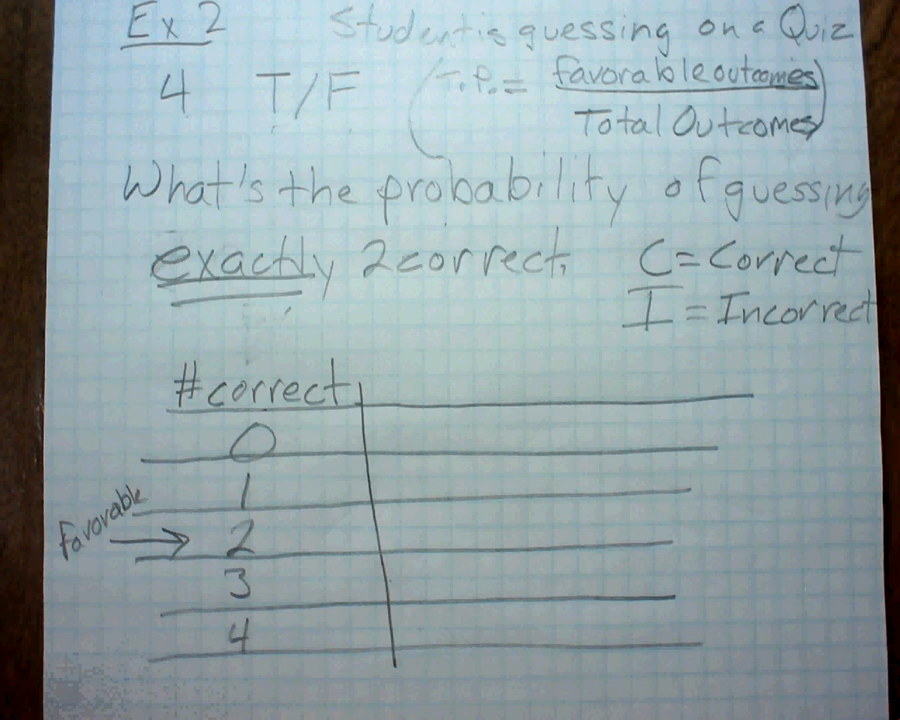 Ex 2 Student is guessing on a Quiz
4 T/F (T.P. = favorable outcomes)
Total Outcomes
What's the probability of guessing
exactly 2 correct. C = Correct
I = Incorrect
#correct
0
1
favorable → 2
3
4